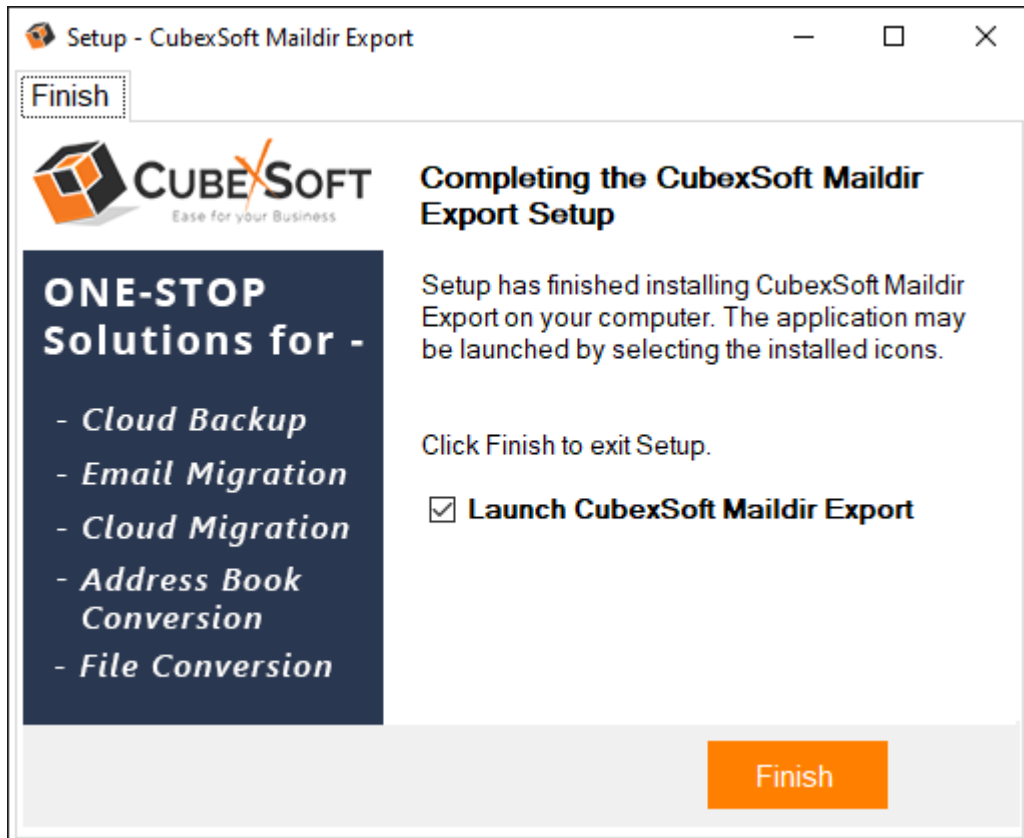 Setup - CubexSoft Maildir Export
Finish
CUBEXSOFT
Ease for your Business
ONE-STOP
Solutions for -
- Cloud Backup
- Email Migration
- Cloud Migration
- Address Book
Conversion
- File Conversion
Completing the CubexSoft Maildir
Export Setup
Setup has finished installing CubexSoft Maildir
Export on your computer. The application may
be launched by selecting the installed icons.
Click Finish to exit Setup.
Launch CubexSoft Maildir Export
Finish